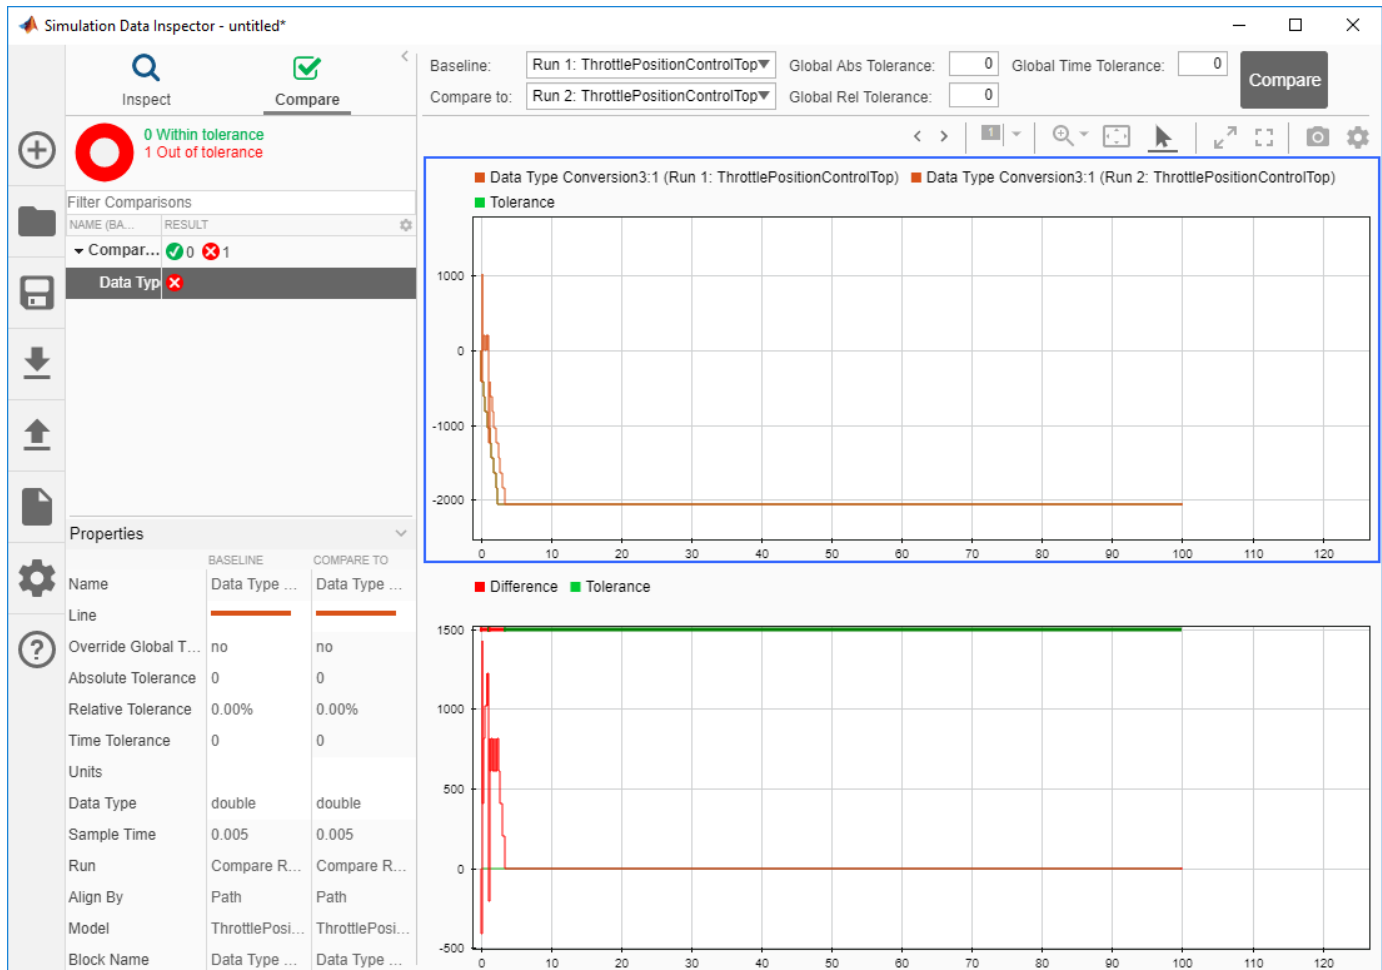 Simulation Data Inspector - untitled*
Inspect
Compare
Baseline:
Run 1: ThrottlePositionControlTop
Global Abs Tolerance:
0
Global Time Tolerance:
0
Compare
Compare to:
Run 2: ThrottlePositionControlTop
Global Rel Tolerance:
0
0 Within tolerance
1 Out of tolerance
Filter Comparisons
NAME (BA...
RESULT
Compar...
0
1
Data Typ
1
Data Type Conversion3:1 (Run 1: ThrottlePositionControlTop)
Data Type Conversion3:1 (Run 2: ThrottlePositionControlTop)
Tolerance
1000
0
-1000
-2000
0 10 20 30 40 50 60 70 80 90 100 110 120
Properties
BASELINE
COMPARE TO
Name Data Type ... Data Type ...
Line
Override Global T... no no
Absolute Tolerance 0 0
Relative Tolerance 0.00% 0.00%
Time Tolerance 0 0
Units
Data Type double double
Sample Time 0.005 0.005
Run Compare R... Compare R...
Align By Path Path
Model ThrottlePosi... ThrottlePosi...
Block Name Data Type ... Data Type ...
Difference
Tolerance
1500
1000
500
0
-500
0 10 20 30 40 50 60 70 80 90 100 110 120